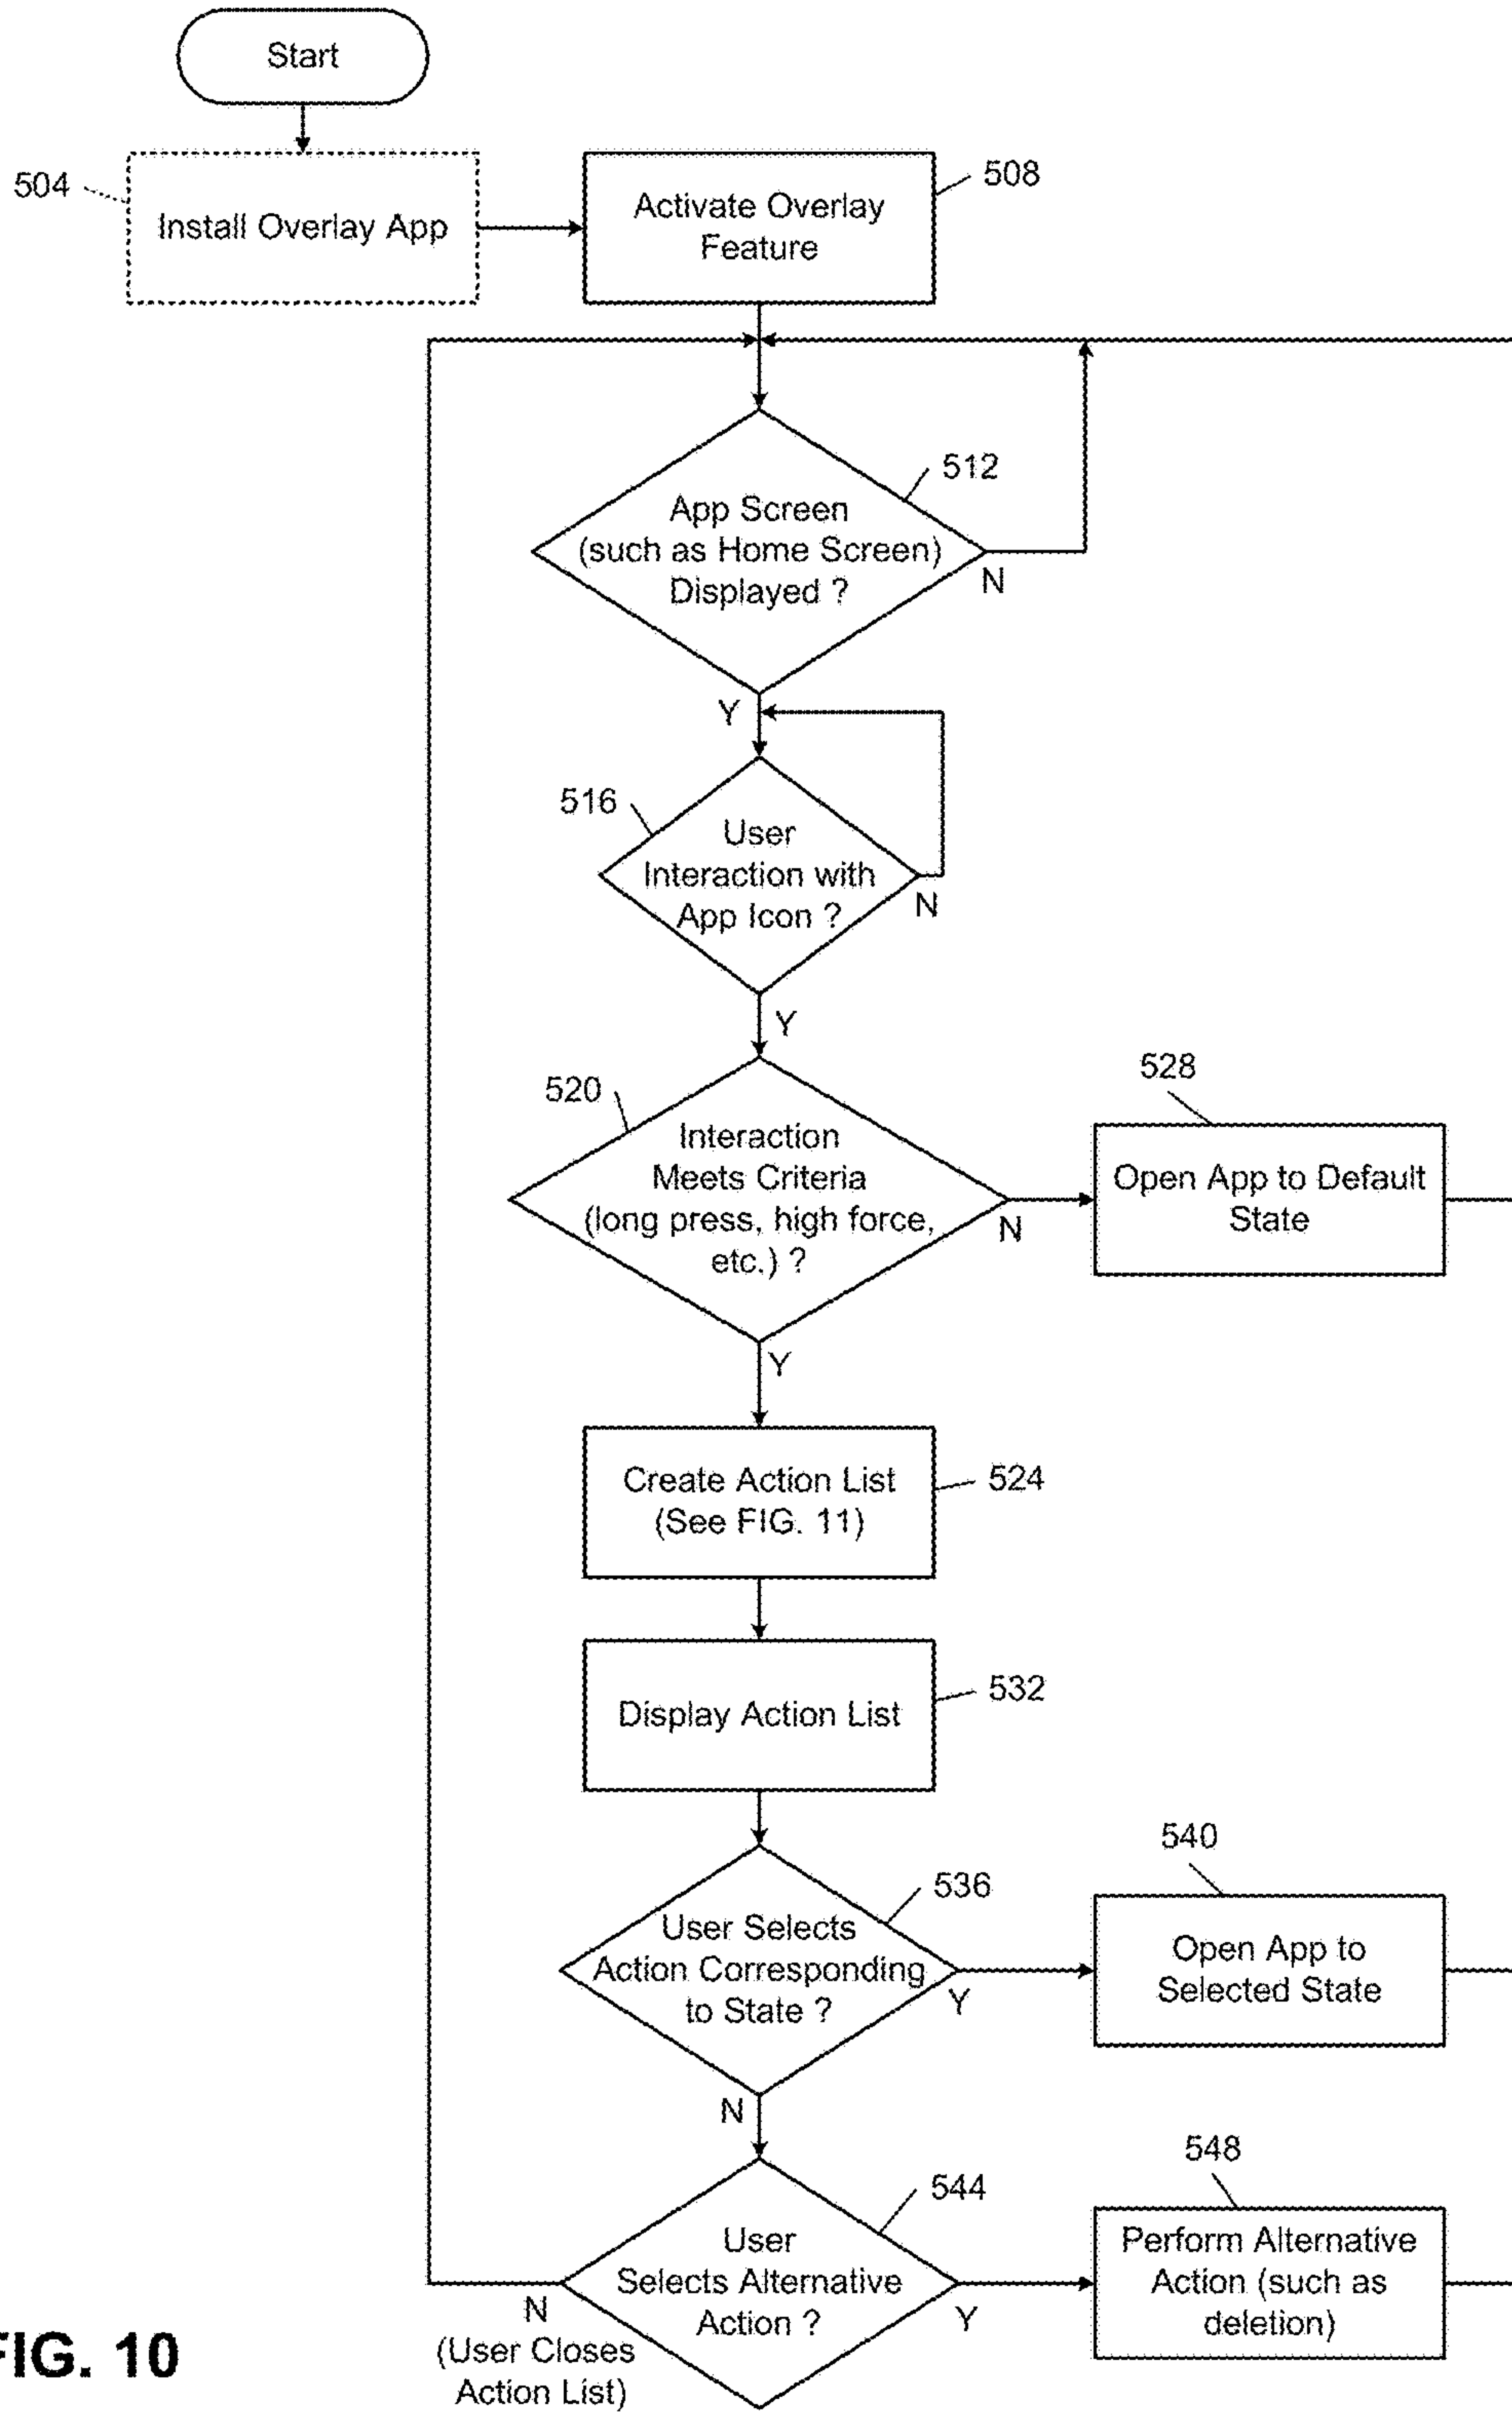 Start
504
Install Overlay App
508
Activate Overlay
Feature
512
App Screen
(such as Home Screen)
Displayed ?
N
Y
516
User
Interaction with
App Icon ?
N
Y
520
Interaction
Meets Criteria
(long press, high force,
etc.) ?
N
528
Open App to Default
State
Y
524
Create Action List
(See FIG. 11)
532
Display Action List
536
User Selects
Action Corresponding
to State ?
Y
540
Open App to
Selected State
N
544
User
Selects Alternative
Action ?
Y
548
Perform Alternative
Action (such as
deletion)
N
(User Closes
Action List)
FIG. 10